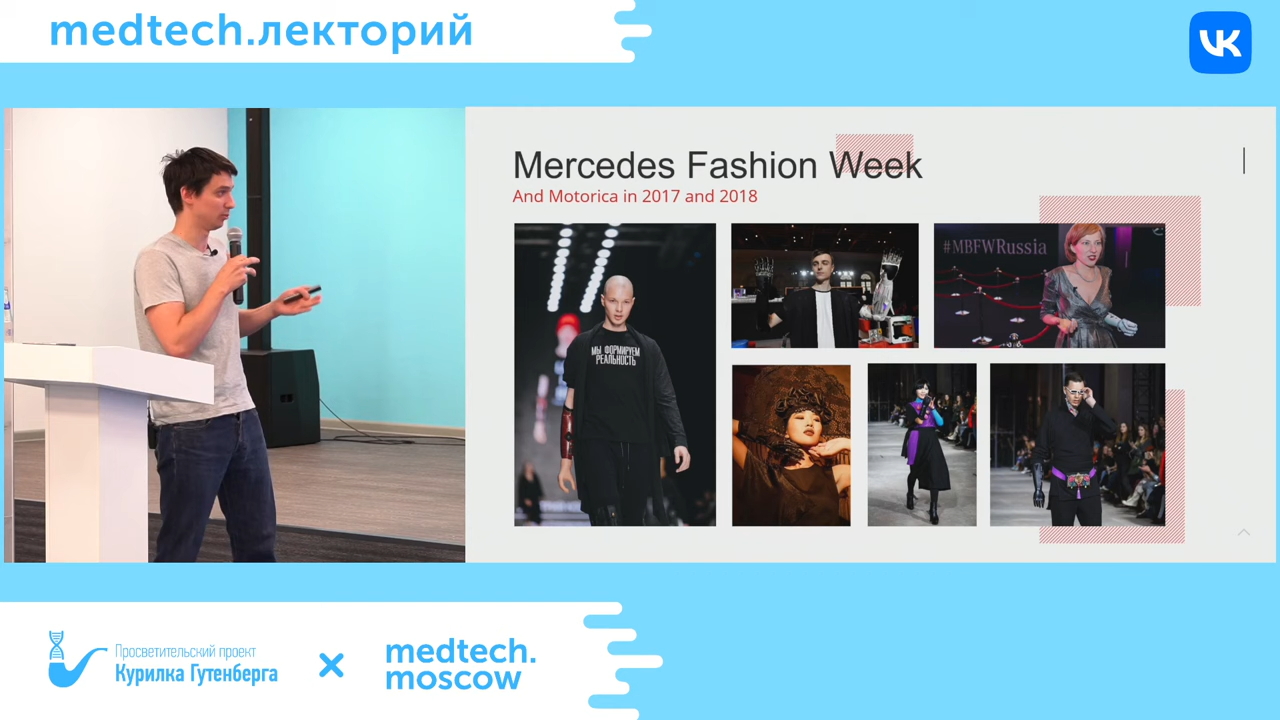 medtech.лекторий
VK
Mercedes Fashion Week
And Motorica in 2017 and 2018
МЫ ФОРМИРУЕМ
РЕАЛЬНОСТЬ
#MBFWRussia
Просветительский проект
Курилка Гутенберга
medtech.
moscow